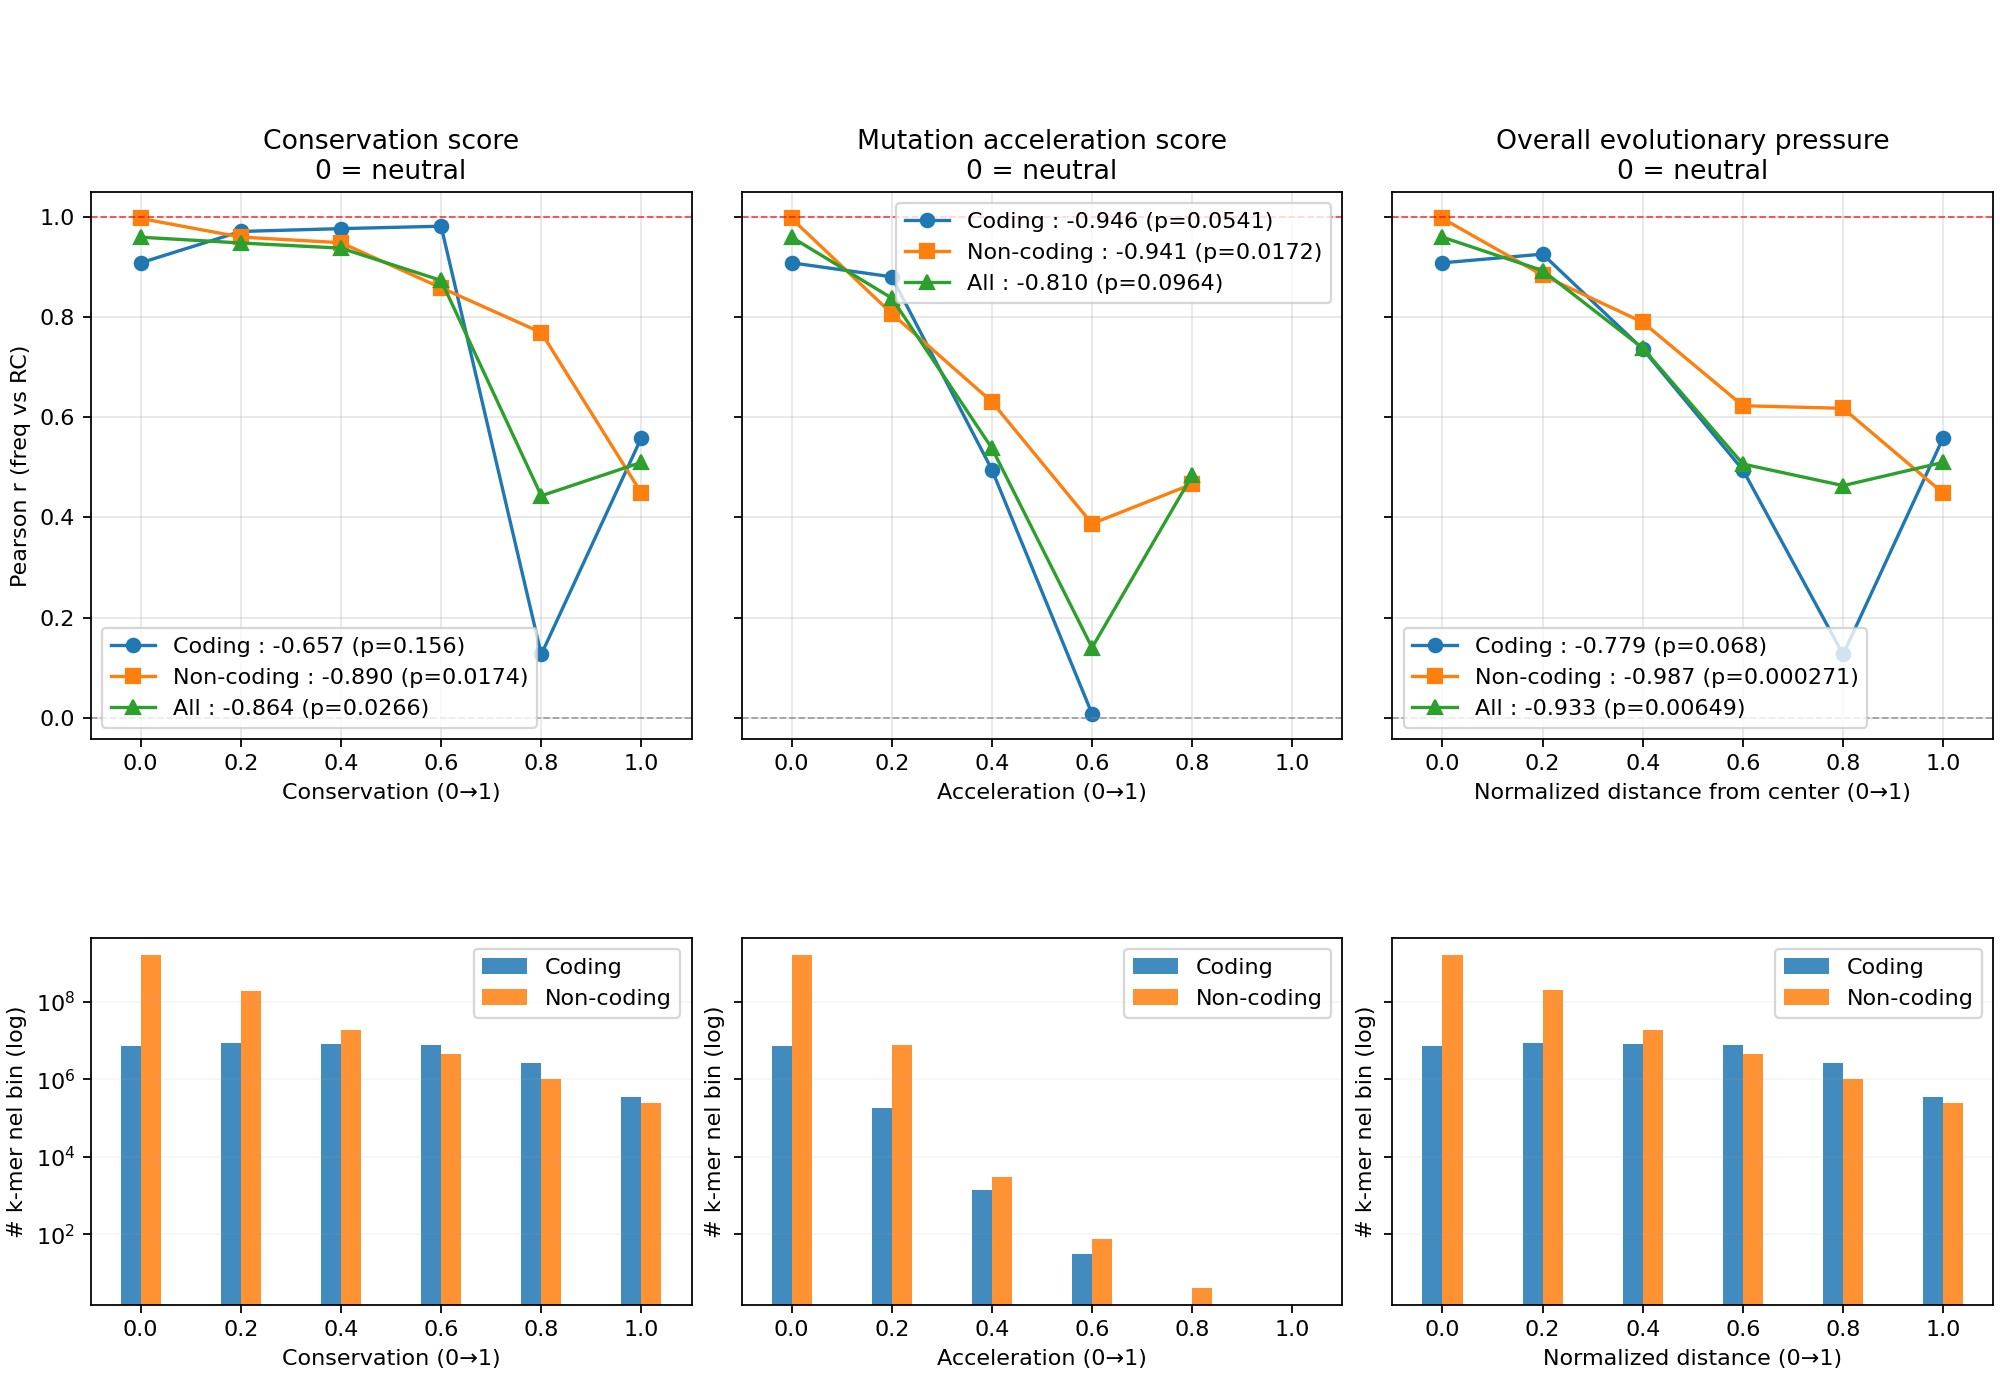 Conservation score
0 = neutral
Mutation acceleration score
0 = neutral
Overall evolutionary pressure
0 = neutral
Pearson r (freq vs RC)
1.0
0.8
0.6
0.4
0.2
0.0
Coding : -0.657 (p=0.156)
Non-coding : -0.890 (p=0.0174)
All : -0.864 (p=0.0266)
0.0 0.2 0.4 0.6 0.8 1.0
Conservation (0→1)
Coding : -0.946 (p=0.0541)
Non-coding : -0.941 (p=0.0172)
All : -0.810 (p=0.0964)
0.0 0.2 0.4 0.6 0.8 1.0
Acceleration (0→1)
Coding : -0.779 (p=0.068)
Non-coding : -0.987 (p=0.000271)
All : -0.933 (p=0.00649)
0.0 0.2 0.4 0.6 0.8 1.0
Normalized distance from center (0→1)
# k-mer nel bin (log)
10⁸
10⁶
10⁴
10²
Coding
Non-coding
0.0 0.2 0.4 0.6 0.8 1.0
Conservation (0→1)
# k-mer nel bin (log)
Coding
Non-coding
0.0 0.2 0.4 0.6 0.8 1.0
Acceleration (0→1)
# k-mer nel bin (log)
Coding
Non-coding
0.0 0.2 0.4 0.6 0.8 1.0
Normalized distance (0→1)